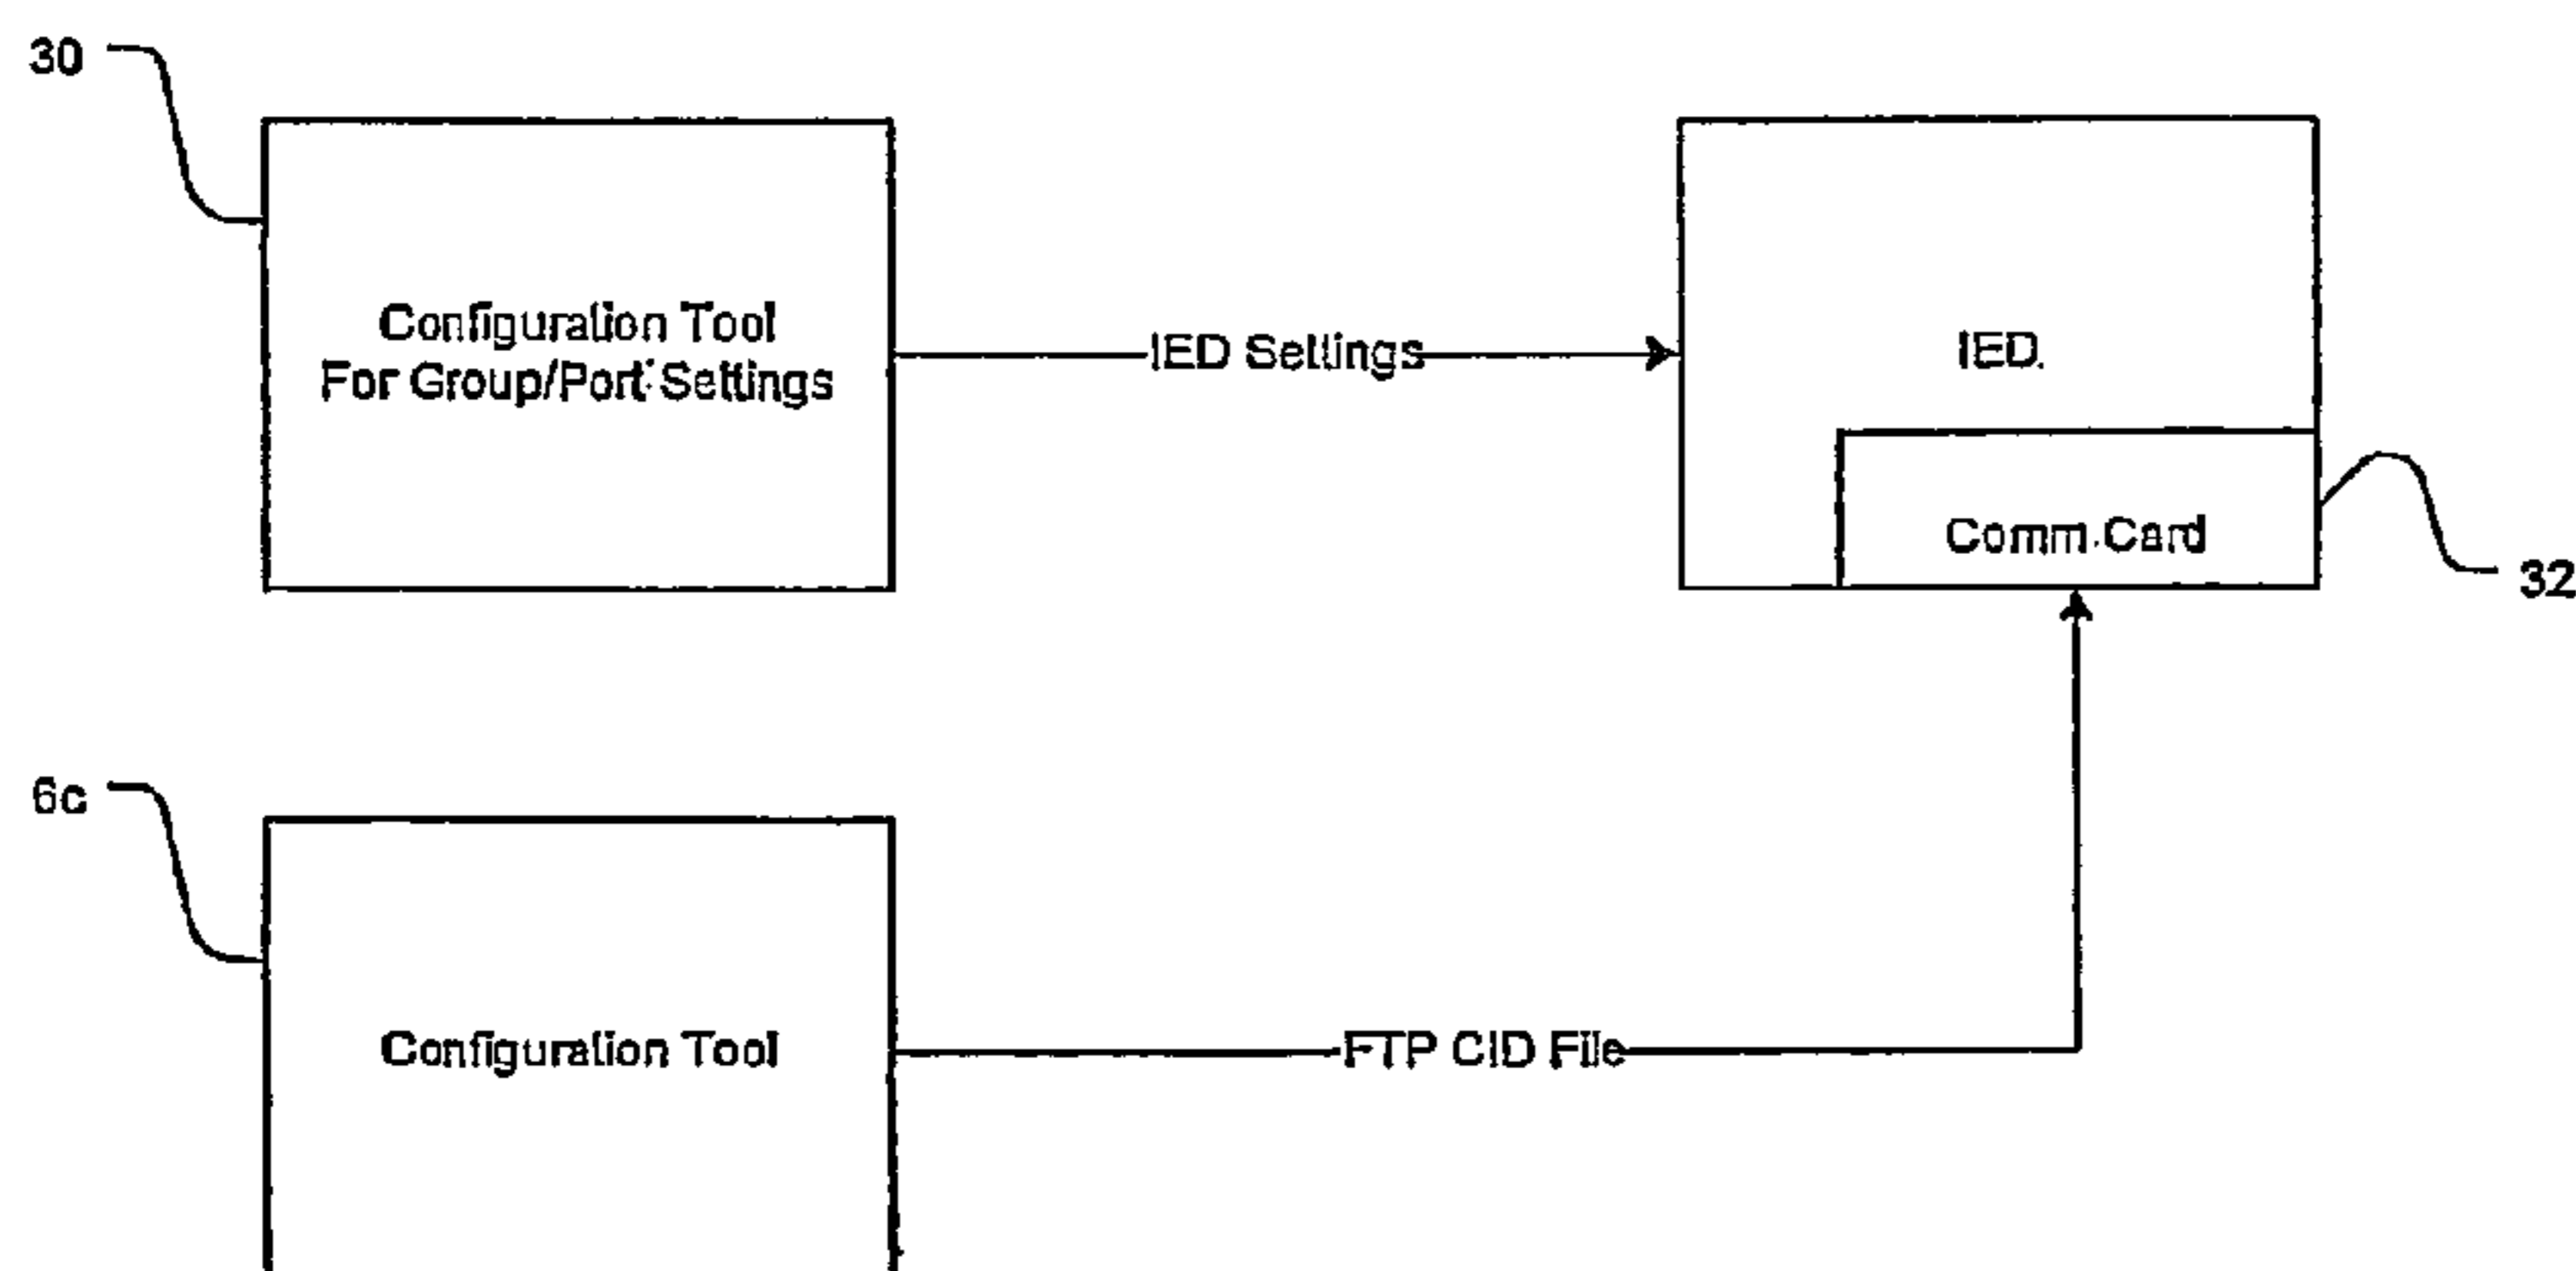 30
Configuration Tool
For Group/Port Settings
IED Settings
IED.
Comm.Card
32
6c
Configuration Tool
FTP CID File